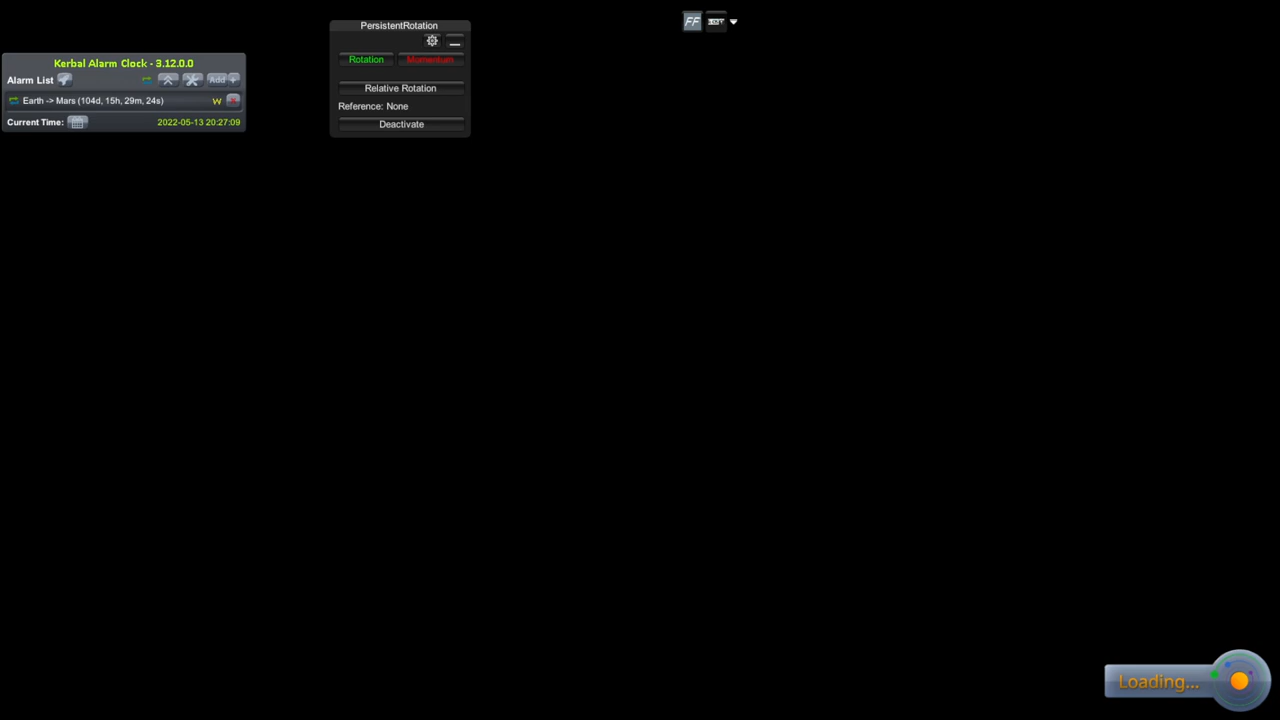 PersistentRotation
FF
Kerbal Alarm Clock - 3.12.0.0
Alarm List
Add +
Earth -> Mars (104d, 15h, 29m, 24s)
W
Current Time:
2022-05-13 20:27:09
Rotation
Momentum
Relative Rotation
Reference: None
Deactivate
Loading...